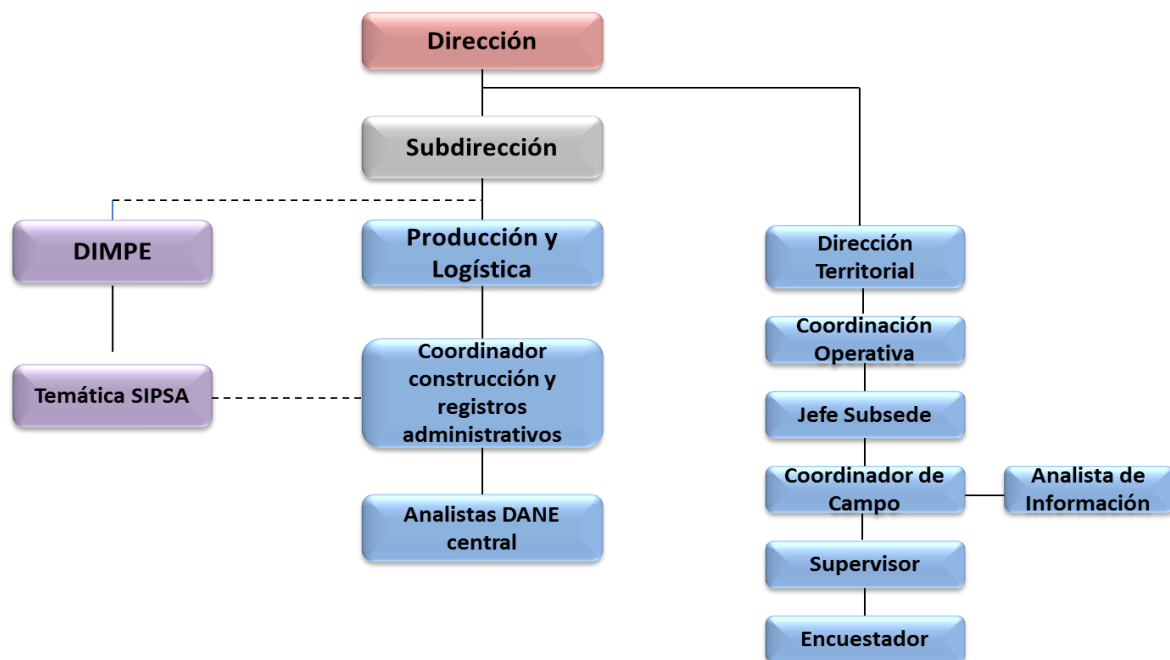 Dirección
Subdirección
DIMPE
Producción y
Logística
Dirección
Territorial
Coordinación
Operativa
Temática SIPSA
Coordinador
construcción y
registros
administrativos
Jefe Subsede
Coordinador de
Campo
Analista de
Información
Analistas DANE
central
Supervisor
Encuestador